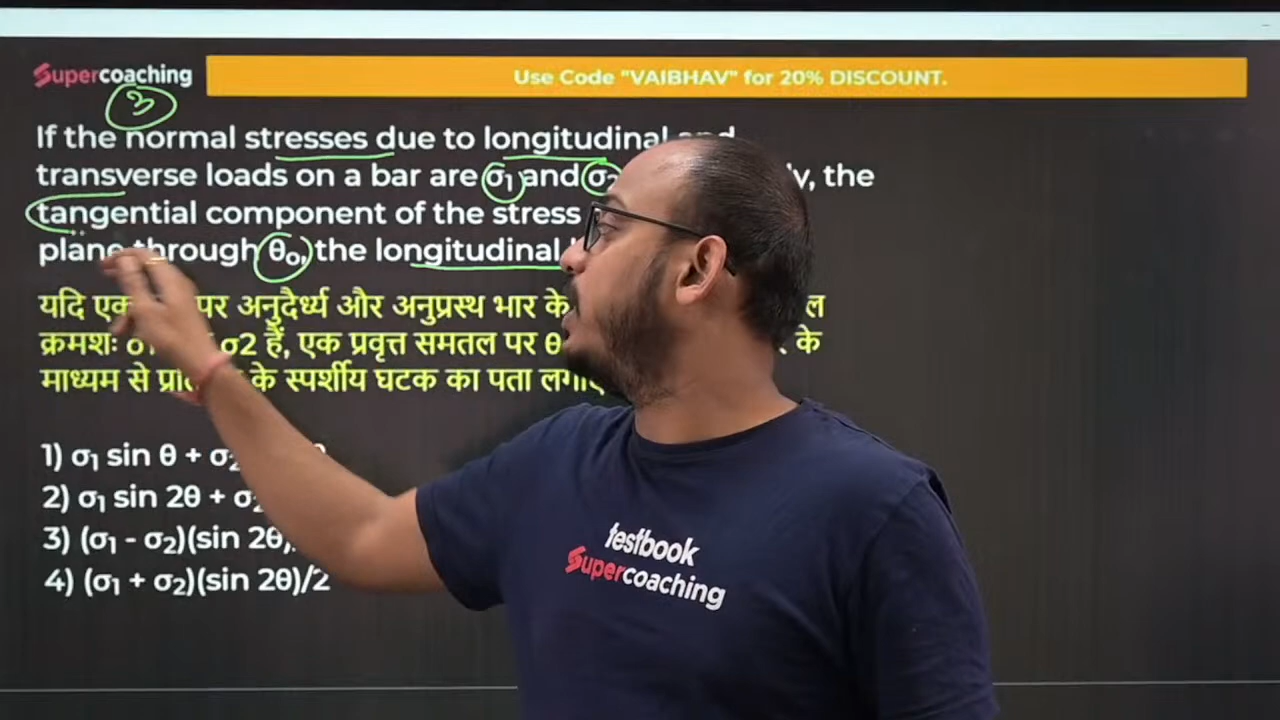 Supercoaching
Use Code "VAIBHAV" for 20% DISCOUNT.
3
If the normal stresses due to longitudinal and
transverse loads on a bar are σ₁ and the
tangential component of the stress
plane through θ₀, the longitudinal
यदि पर अनुदैर्ध्य और अनुप्रस्थ भार के
क्रमशः σ2 हैं, एक प्रवृत्त समतल पर के
माध्यम से के स्पर्शीय घटक का पता
1) σ₁ sin θ +
2) σ₁ sin 2θ +
3) (σ₁ - σ₂)(sin 2θ)
4) (σ₁ + σ₂)(sin 2θ)/2
testbook
Supercoaching